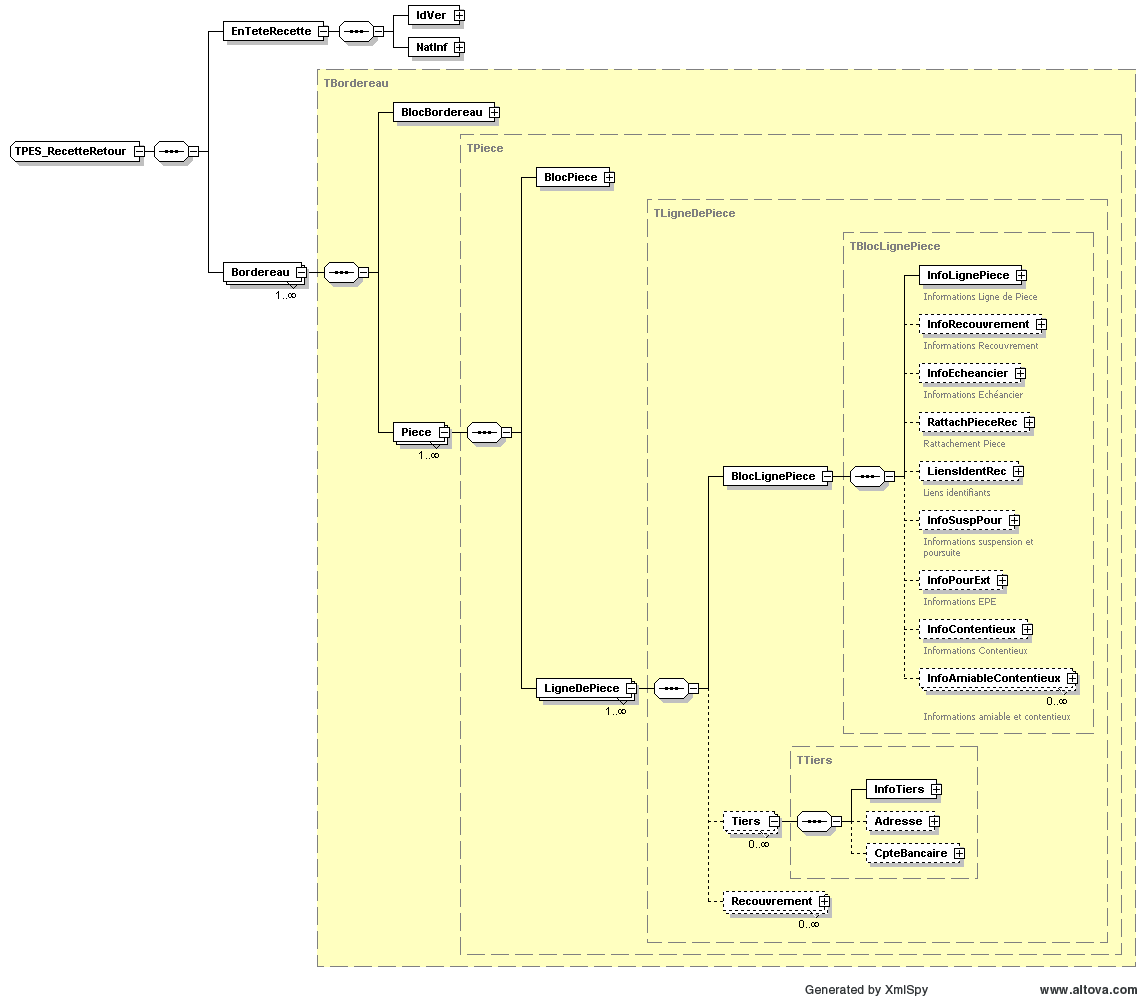 IdVer
EnTeteRecette
NatInf
TBordereau
BlocBordereau
TPES_RecetteRetour
TPiece
BlocPiece
TLigneDePiece
TBlocLignePiece
Bordereau
1..∞
InfoLignePiece
Informations Ligne de Piece
InfoRecouvrement
Informations Recouvrement
InfoEcheancier
Informations Echéancier
RattachPieceRec
Rattachement Piece
Piece
1..∞
BlocLignePiece
LiensIdentRec
Liens identifiants
InfoSuspPour
Informations suspension et
poursuite
InfoPourExt
Informations EPE
InfoContentieux
Informations Contentieux
InfoAmiableContentieux
0..∞
Informations amiable et contentieux
LigneDePiece
1..∞
TTiers
InfoTiers
Tiers
0..∞
Adresse
CpteBancaire
Recouvrement
0..∞
Generated by XmlSpy
www.altova.com